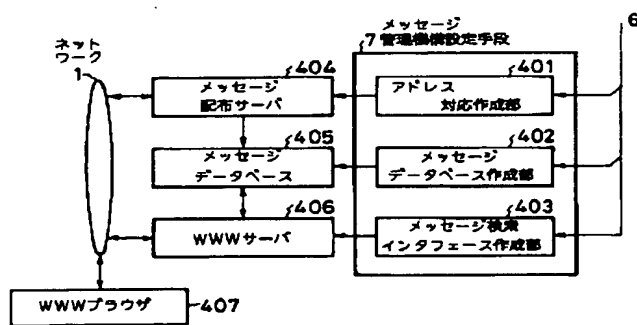 ネット
ワーク
1
メッセージ
7 管理機構設定手段
6
404
メッセージ
配布サーバ
401
アドレス
対応作成部
405
メッセージ
データベース
402
メッセージ
データベース作成部
406
WWWサーバ
403
メッセージ検索
インタフェース作成部
WWWブラウザ
407